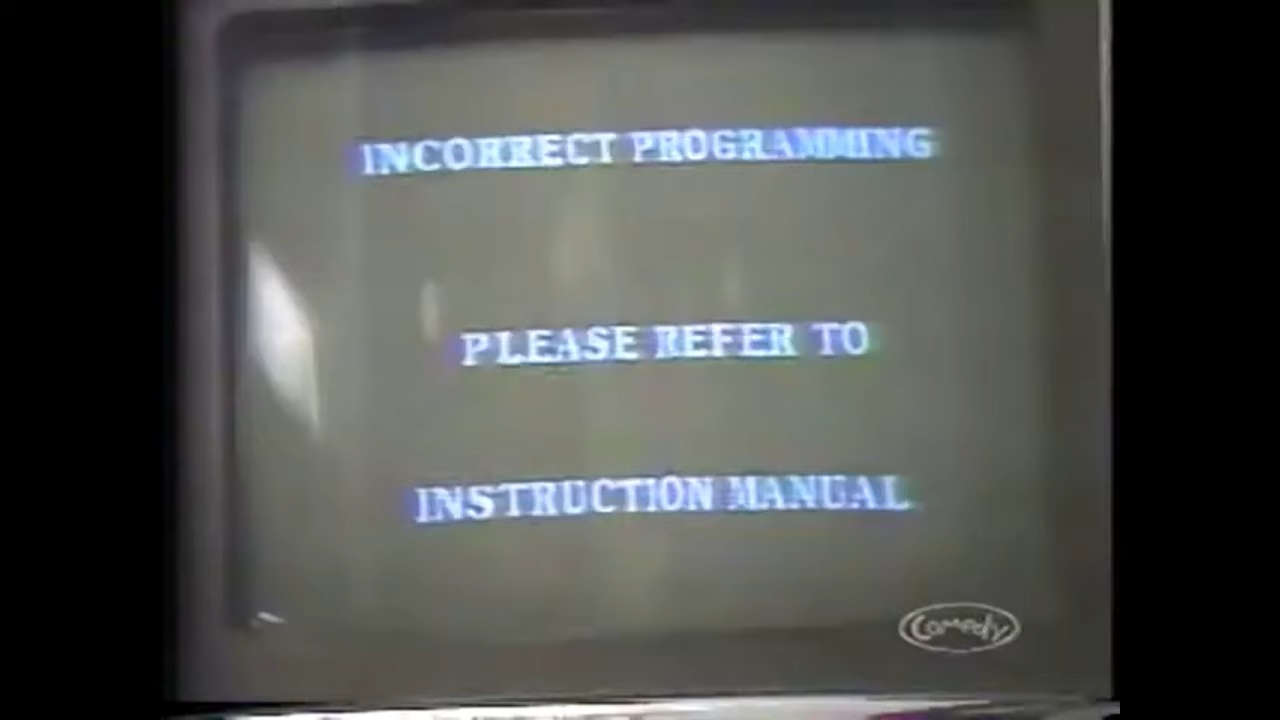 INCORRECT PROGRAMMING
PLEASE REFER TO
INSTRUCTION MANUAL
Comedy